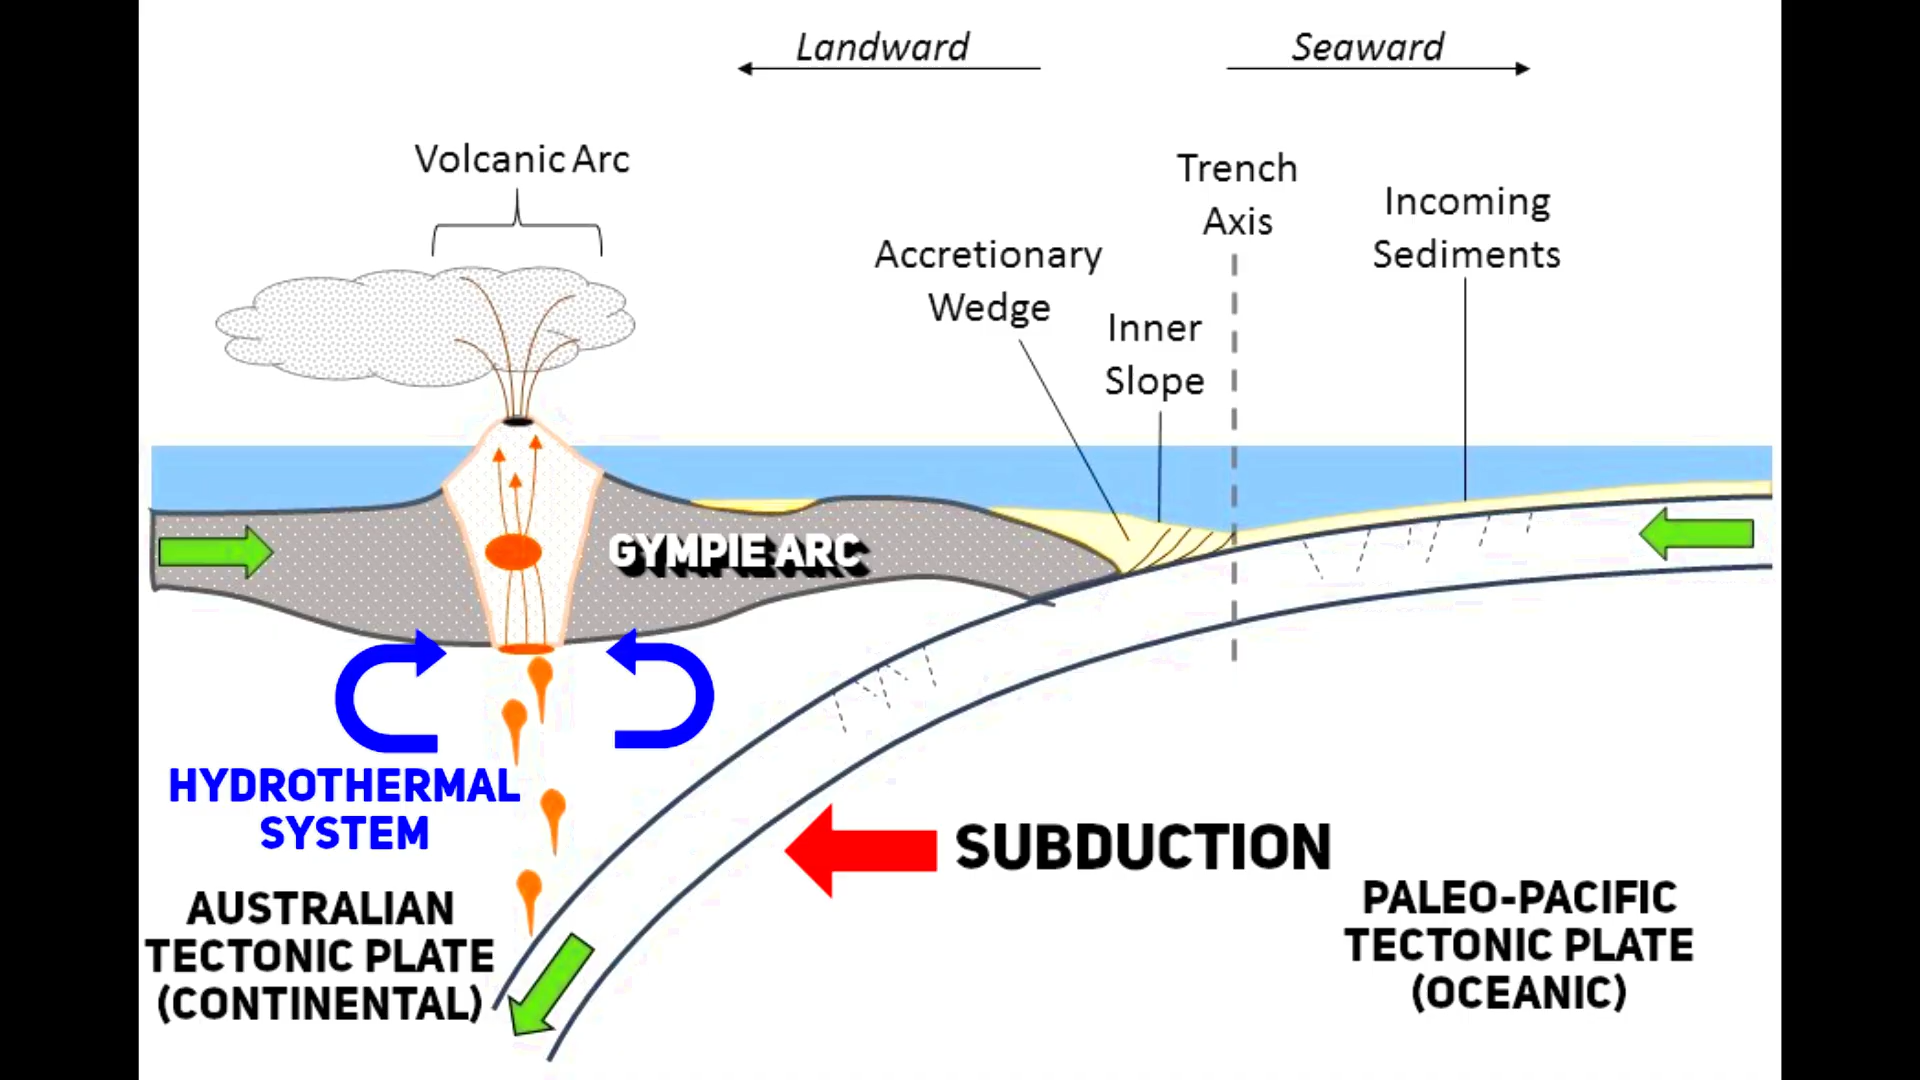 Landward
Seaward
Volcanic Arc
Trench
Axis
Incoming
Sediments
Accretionary
Wedge
Inner
Slope
GYMPIE ARC
HYDROTHERMAL
SYSTEM
SUBDUCTION
AUSTRALIAN
TECTONIC PLATE
(CONTINENTAL)
PALEO-PACIFIC
TECTONIC PLATE
(OCEANIC)